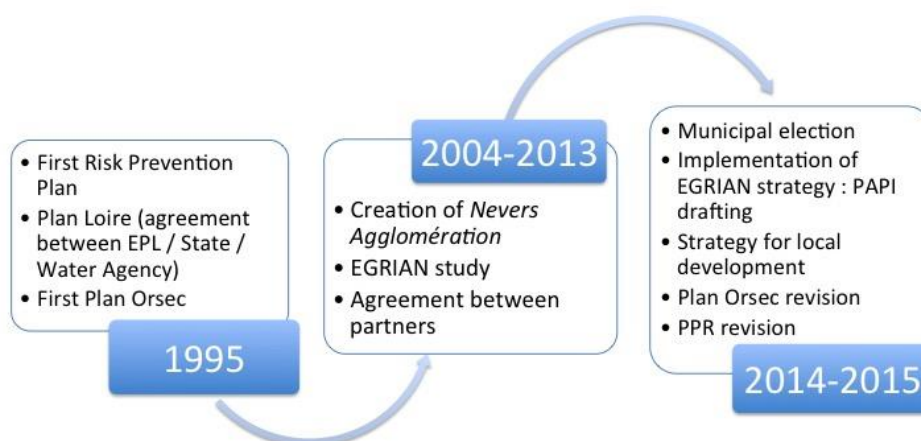 • First Risk Prevention
Plan
• Plan Loire (agreement
between EPL / State /
Water Agency)
• First Plan Orsec
1995
2004-2013
• Creation of Nevers
Agglomération
• EGRIAN study
• Agreement between
partners
• Municipal election
• Implementation of
EGRIAN strategy : PAPI
drafting
• Strategy for local
development
• Plan Orsec revision
• PPR revision
2014-2015